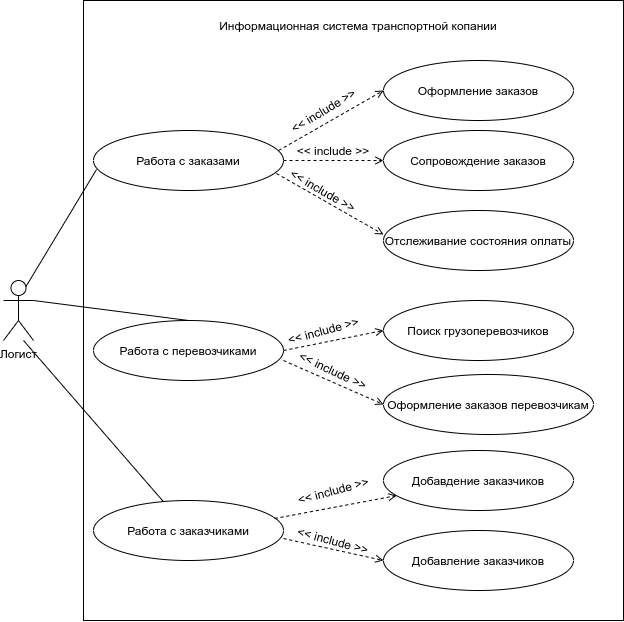 Информационная система транспортной копании
Оформление заказов
<< include >>
Работа с заказами
<< include >>
Сопровождение заказов
<< include >>
Отслеживание состояния оплаты
Логист
Работа с перевозчиками
<< include >>
Поиск грузоперевозчиков
<< include >>
Оформление заказов перевозчикам
Работа с заказчиками
<< include >>
Добавдение заказчиков
<< include >>
Добавление заказчиков